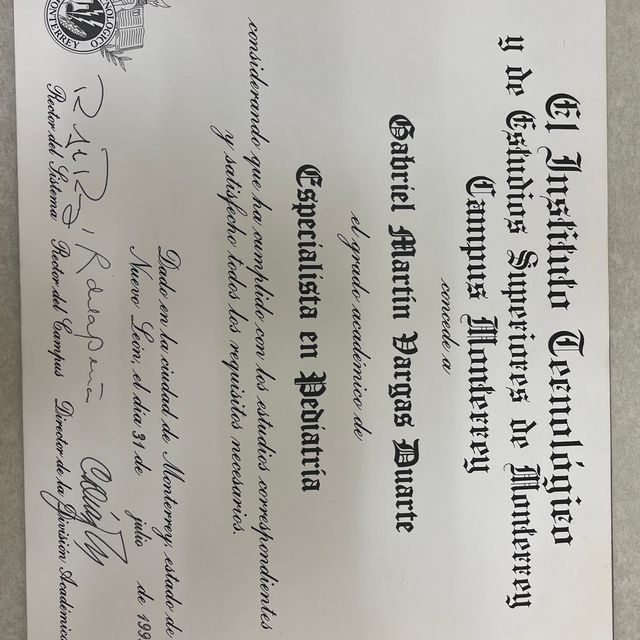 El Instituto Tecnológico
y de Estudios Superiores de Monterrey
Campus Monterrey
concede a
Gabriel Martín Vargas Duarte
el grado académico de
Especialista en Pediatría
considerando que ha cumplido con los estudios correspondientes
y satisfecho todos los requisitos necesarios.
Dado en la ciudad de Monterrey, estado de
Nuevo León, el día 31 de julio de 199
Rector del Sistema Rector del Campus Director de la División Académica
TECNOLOGICO
MONTERREY